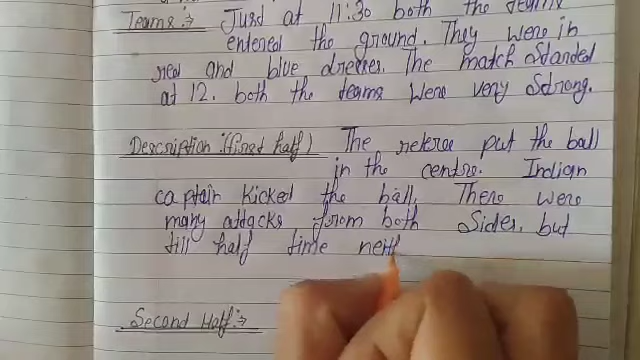 Teams :→ Just at 11:30 both the teams
entered the ground. They were in
red and blue dresses. The match Started
at 12. both the teams were very Strong.
Description :(first half) The referee put the ball
in the centre. Indian
captain kicked the ball. There were
many attacks from both Sides, but
till half time neith
Second Half :→